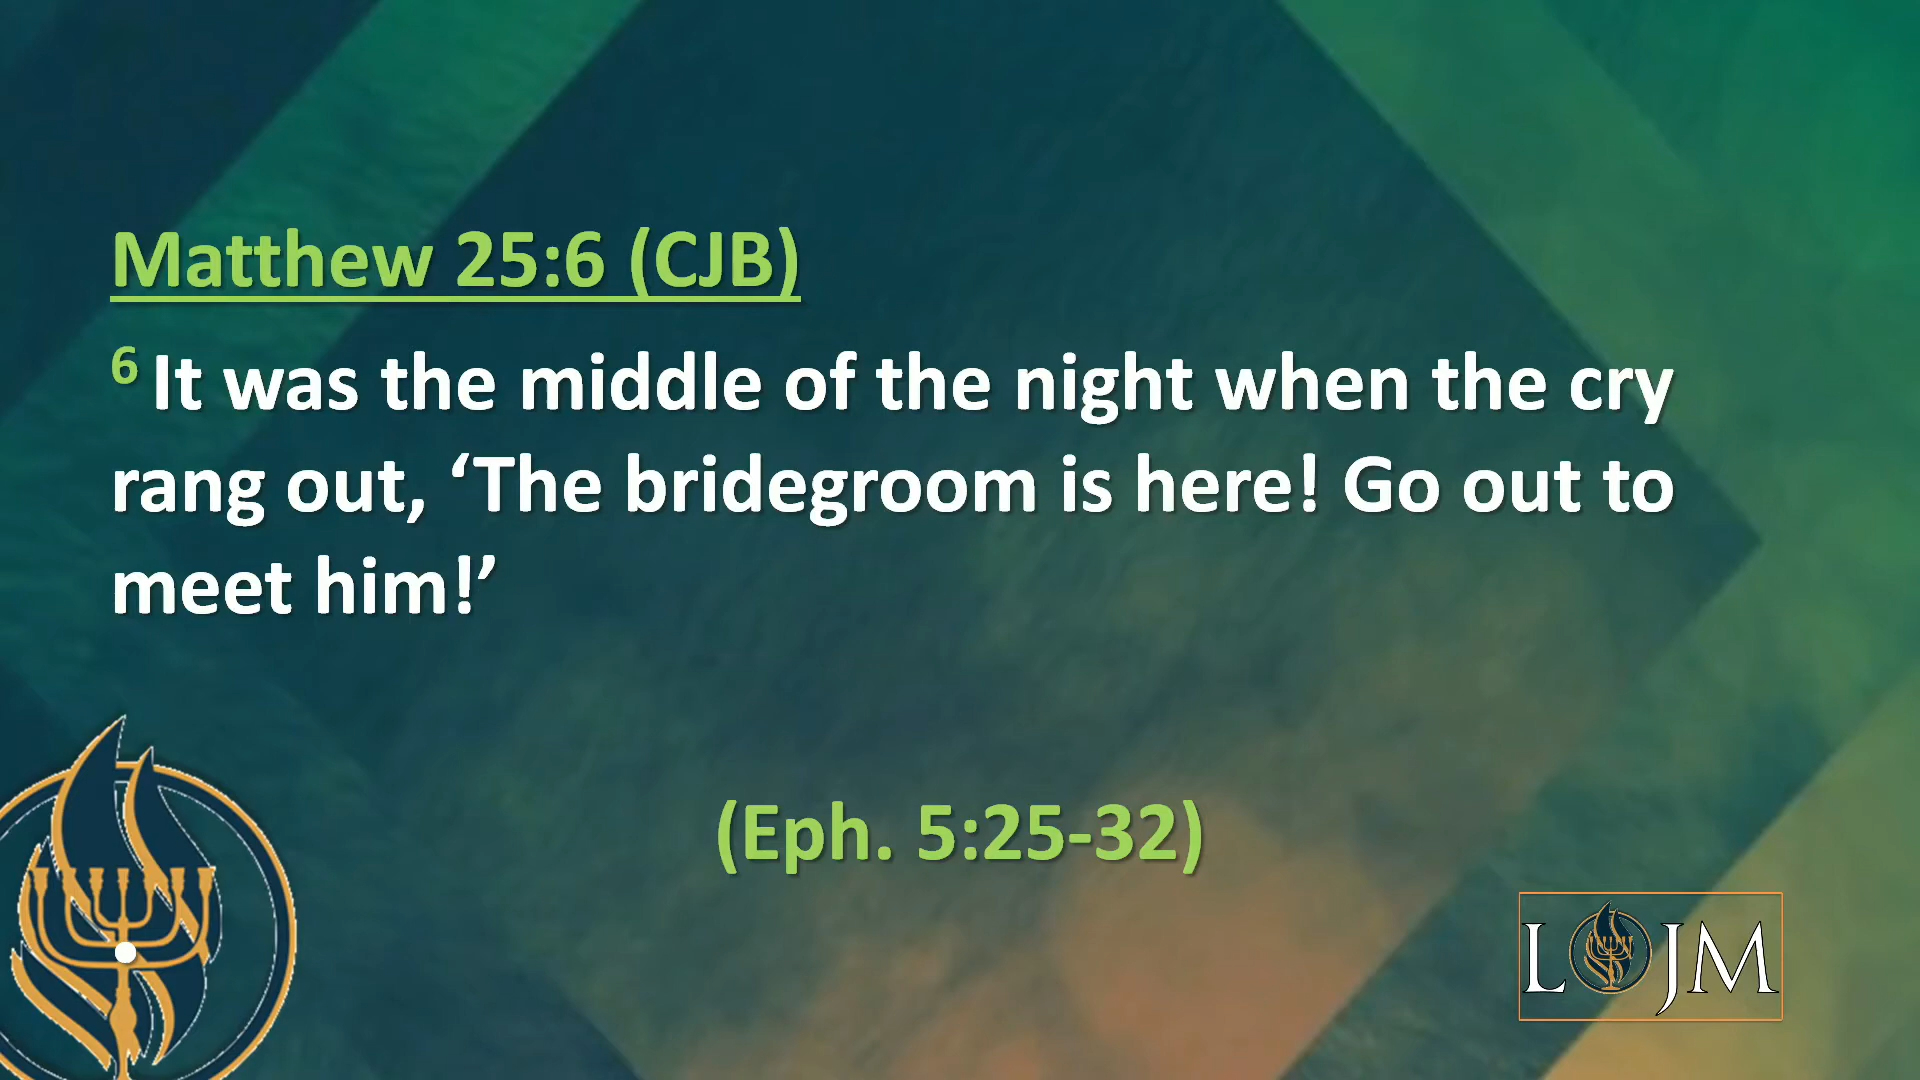 Matthew 25:6 (CJB)
6 It was the middle of the night when the cry
rang out, ‘The bridegroom is here! Go out to
meet him!’
(Eph. 5:25-32)
LOJM